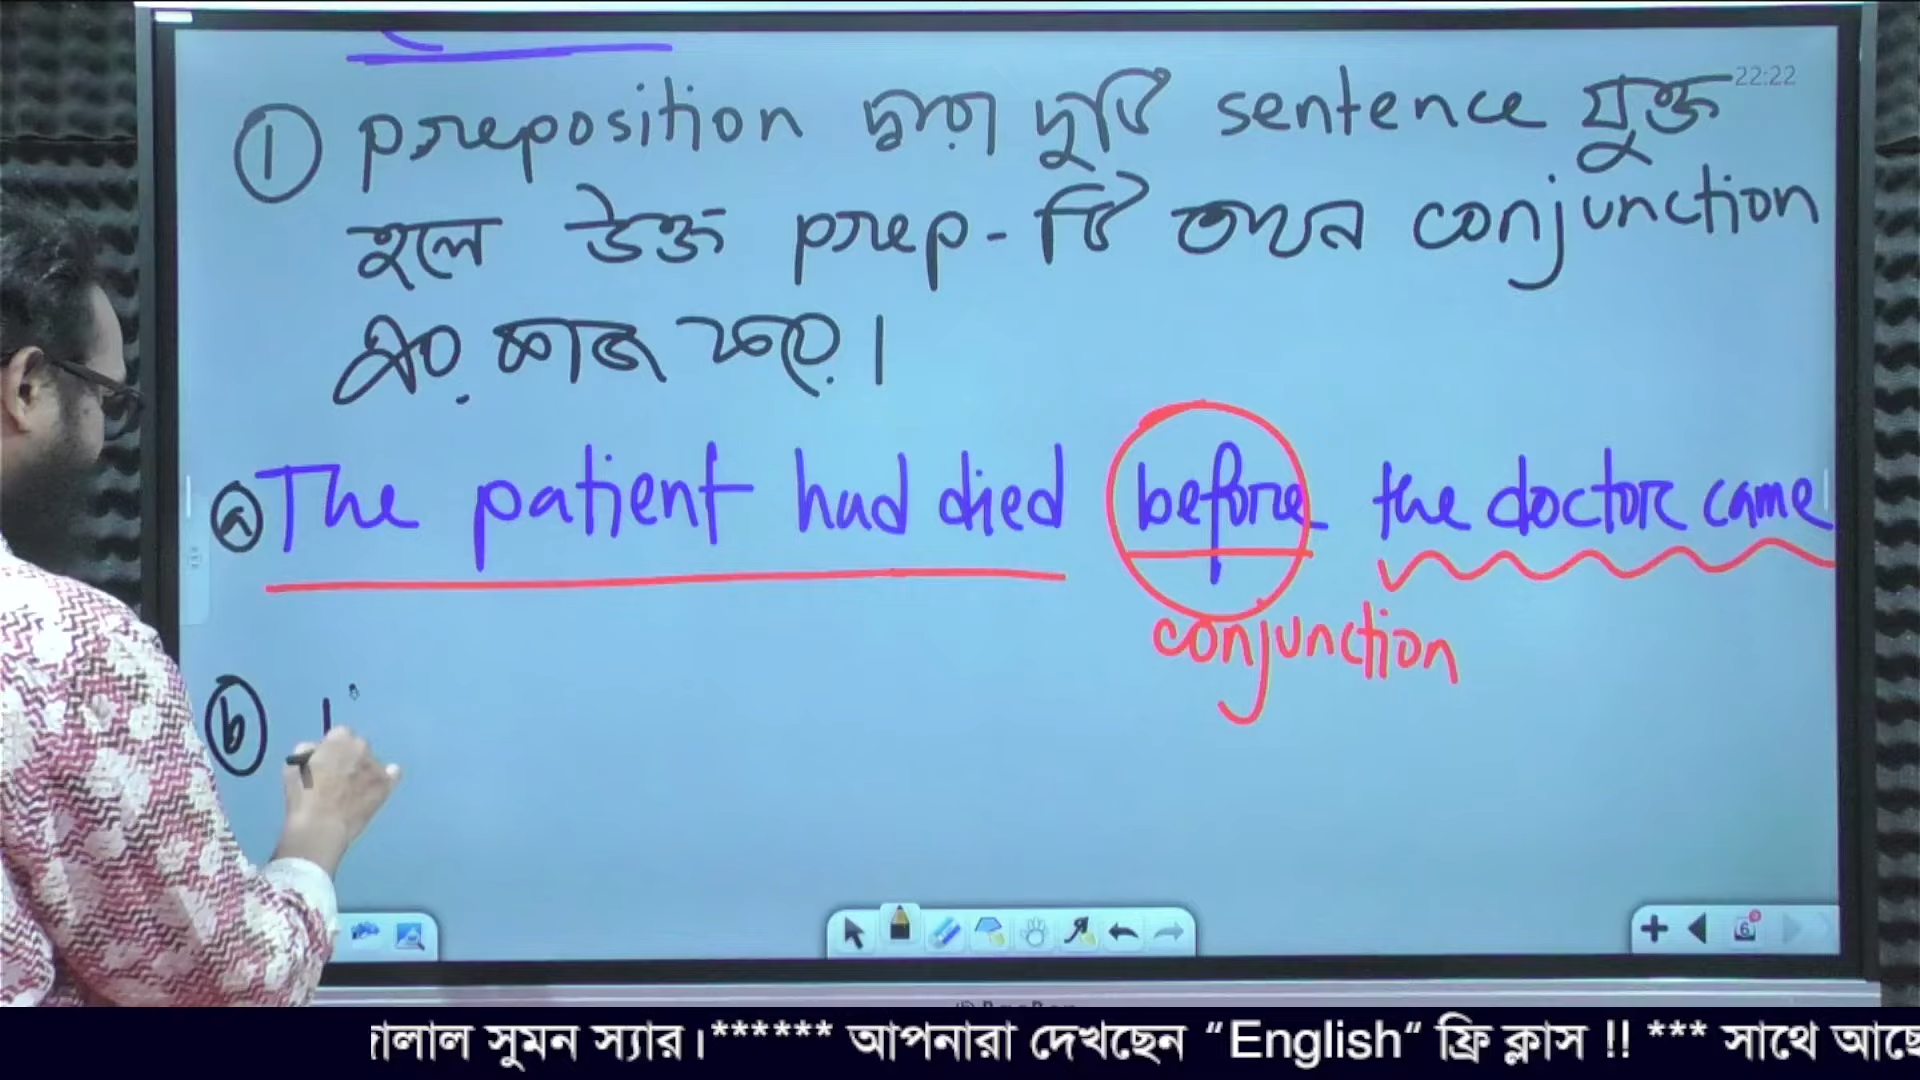 22:22
① preposition দ্বারা দুটি sentence যুক্ত
হলে উক্ত prep-টি তখন conjunction
এর কাজ করে।
ⓐ The patient had died before the doctor came
conjunction
ⓑ
ালাল সুমন স্যার।****** আপনারা দেখছেন “English“ ফ্রি ক্লাস !! *** সাথে আছে